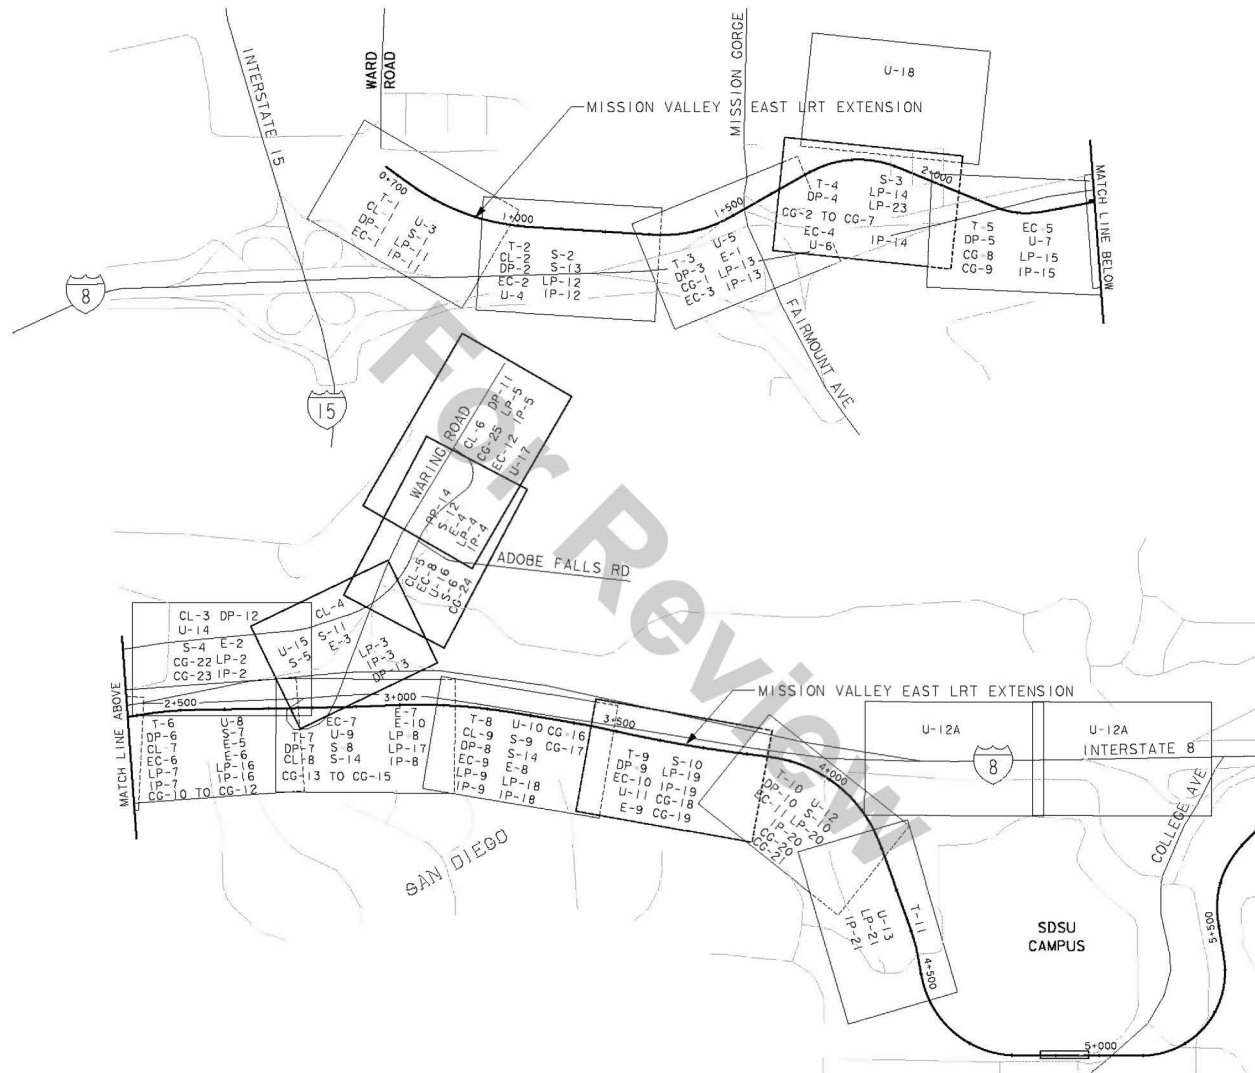 WARD
ROAD
INTERSTATE 15
MISSION GORGE
U-18
MISSION VALLEY EAST LRT EXTENSION
MATCH LINE BELOW
0+700
T-1
CL-1 U-3
DP-1 S-1
EC-1 LP-11
IP-11
1+000
T-2
CL-2 S-2
DP-2 S-13
EC-2 LP-12
U-4 IP-12
1+500
T-3 U-5
DP-3 E-1
CG-1 LP-13
EC-3 IP-13
T-4 S-3
DP-4 LP-14
LP-23
CG-2 TO CG-7
EC-4
U-6 IP-14
2+000
T-5 EC-5
DP-5 U-7
CG-8 LP-15
CG-9 IP-15
8
15
FAIRMOUNT AVE
For Review
WARING ROAD
CL-6 DP-11
CG-25 LP-5
EC-12 IP-5
U-17
S-12
E-4
LP-4
IP-4
ADOBE FALLS RD
CL-5
EC-8
U-16
S-6
CG-24
CL-3 DP-12
U-14
S-4 E-2
CG-22 LP-2
CG-23 IP-2
CL-4
U-15 S-11
S-5 E-3
LP-3
IP-3
DP-13
MATCH LINE ABOVE
2+500
T-6 U-8
DP-6 S-7
CL-7 E-5
EC-6 E-6
LP-7 LP-16
IP-7 IP-16
CG-10 TO CG-12
3+000
E-7
EC-7 E-10
T-7 U-9 LP-8
DP-7 S-8 LP-17
CL-8 S-14 IP-8
CG-13 TO CG-15
T-8 U-10 CG-16
CL-9 S-9 CG-17
DP-8 S-14
EC-9 E-8
LP-9 LP-18
IP-9 IP-18
3+500
T-9 S-10
DP-9 LP-19
EC-10 IP-19
U-11 CG-18
E-9 CG-19
MISSION VALLEY EAST LRT EXTENSION
4+000
T-10 U-12
DP-10 S-10
EC-11 LP-20
IP-20
CG-20
CG-21
U-12A
U-12A
INTERSTATE 8
8
COLLEGE AVE
SAN DIEGO
T-11
U-13
LP-21
IP-21
4+500
SDSU
CAMPUS
5+500
5+000